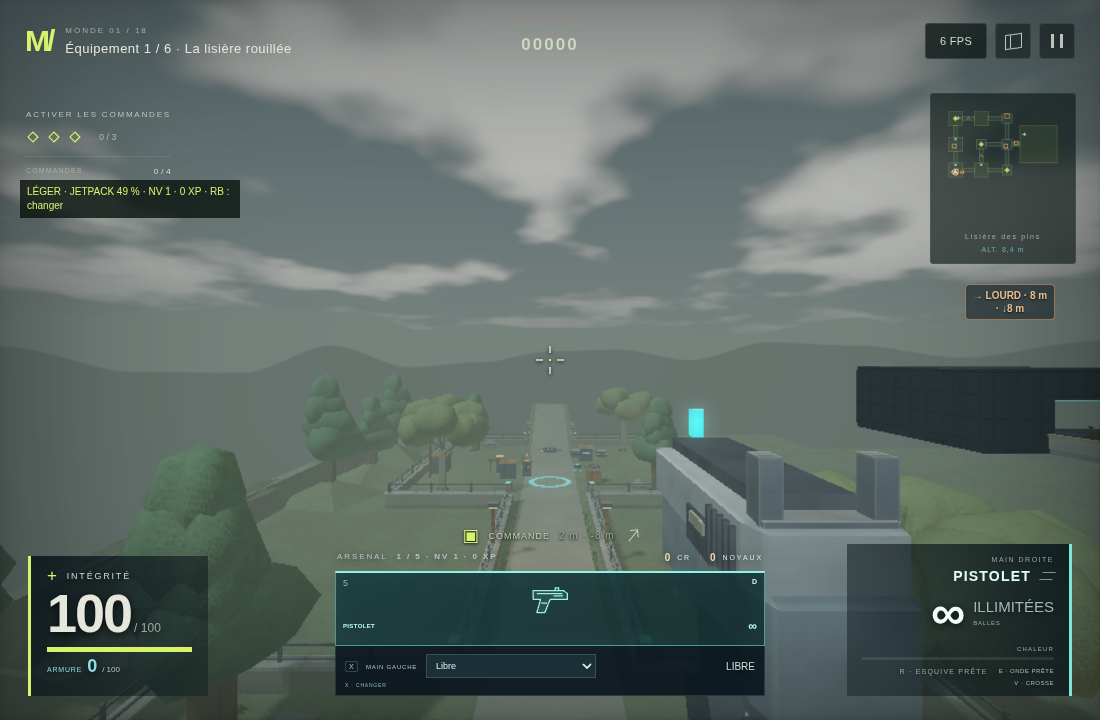 M/
MONDE 01 / 18
Équipement 1 / 6 · La lisière rouillée
00000
6 FPS
ACTIVER LES COMMANDES
0 / 3
COMMANDES 0 / 4
LÉGER · JETPACK 49 % · NV 1 · 0 XP · RB :
changer
Lisière des pins
ALT. 8,4 m
→ LOURD · 8 m
· ↓8 m
COMMANDE 2 m · -8 m
ARSENAL 1 / 5 · NV 1 · 0 XP
0 CR 0 NOYAUX
5
D
PISTOLET
∞
X MAIN GAUCHE Libre LIBRE
X · CHANGER
+ INTÉGRITÉ
100 / 100
ARMURE 0 / 100
MAIN DROITE
PISTOLET
∞ ILLIMITÉES
BALLES
CHALEUR
R · ESQUIVE PRÊTE E · ONDE PRÊTE
V · CROSSE